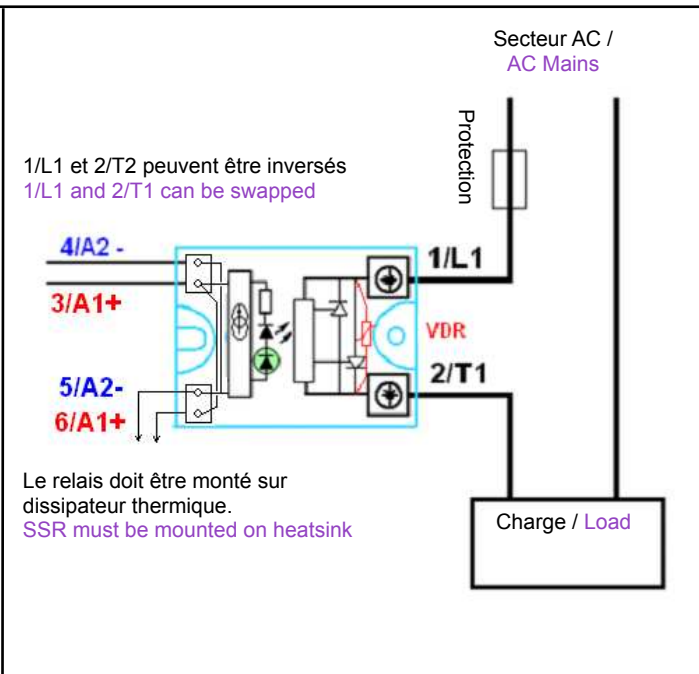 Secteur AC /
AC Mains
Protection
1/L1 et 2/T2 peuvent être inversés
1/L1 and 2/T1 can be swapped
4/A2 -
3/A1+
1/L1
VDR
2/T1
5/A2-
6/A1+
Le relais doit être monté sur
dissipateur thermique.
SSR must be mounted on heatsink
Charge / Load